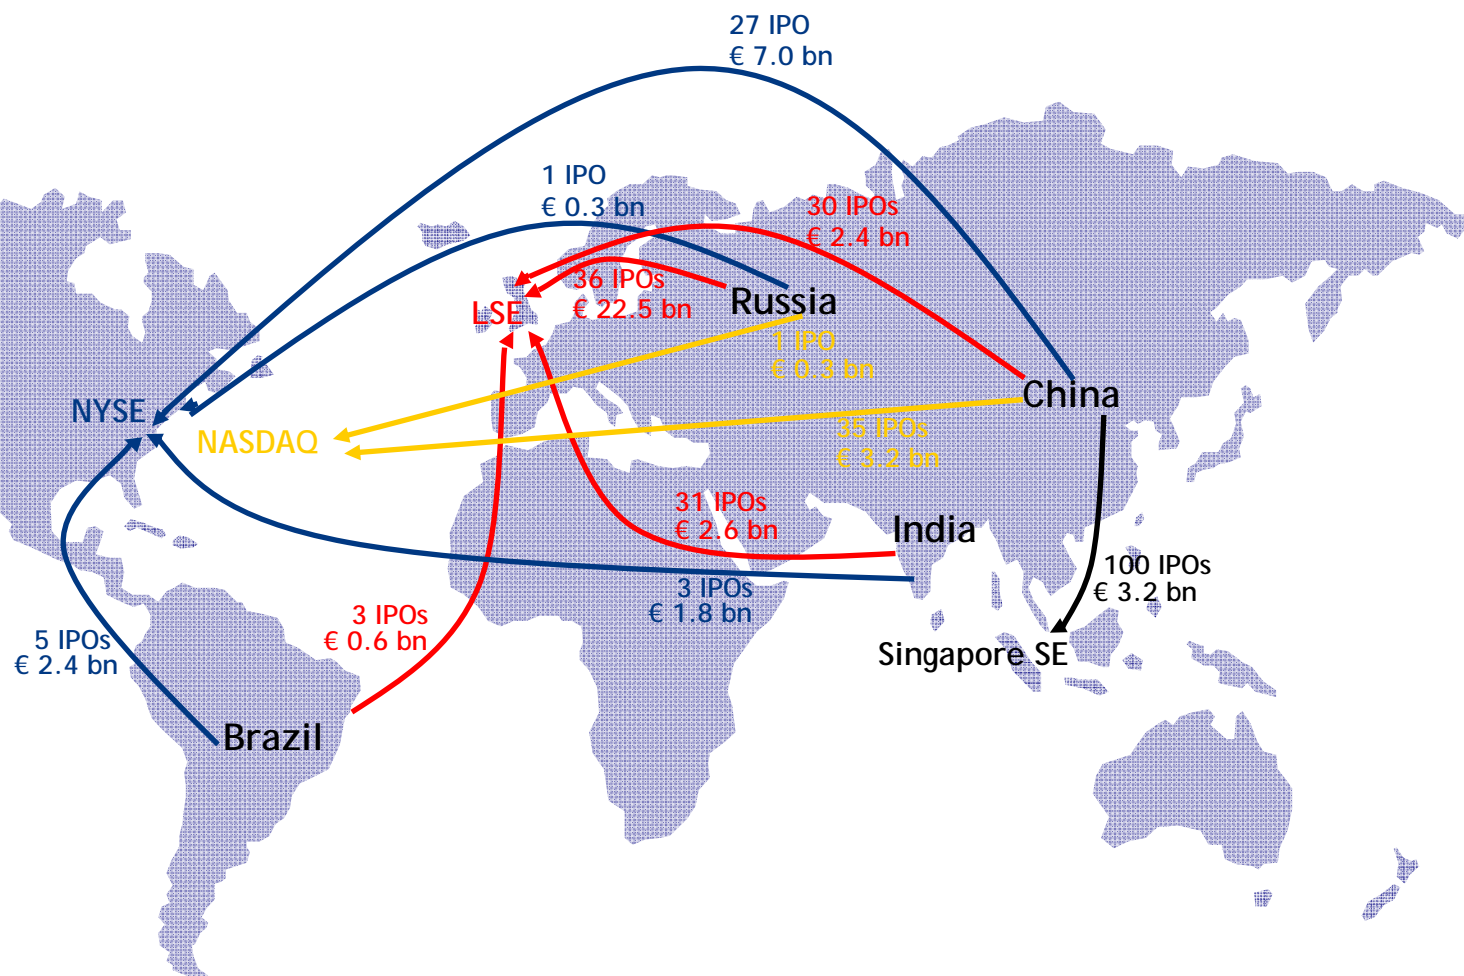 27 IPO
€ 7.0 bn
1 IPO
€ 0.3 bn
30 IPOs
€ 2.4 bn
36 IPOs
€ 22.5 bn
LSE
Russia
1 IPO
€ 0.3 bn
China
NYSE
NASDAQ
35 IPOs
€ 3.2 bn
31 IPOs
€ 2.6 bn
India
100 IPOs
€ 3.2 bn
3 IPOs
€ 1.8 bn
3 IPOs
€ 0.6 bn
5 IPOs
€ 2.4 bn
Singapore SE
Brazil